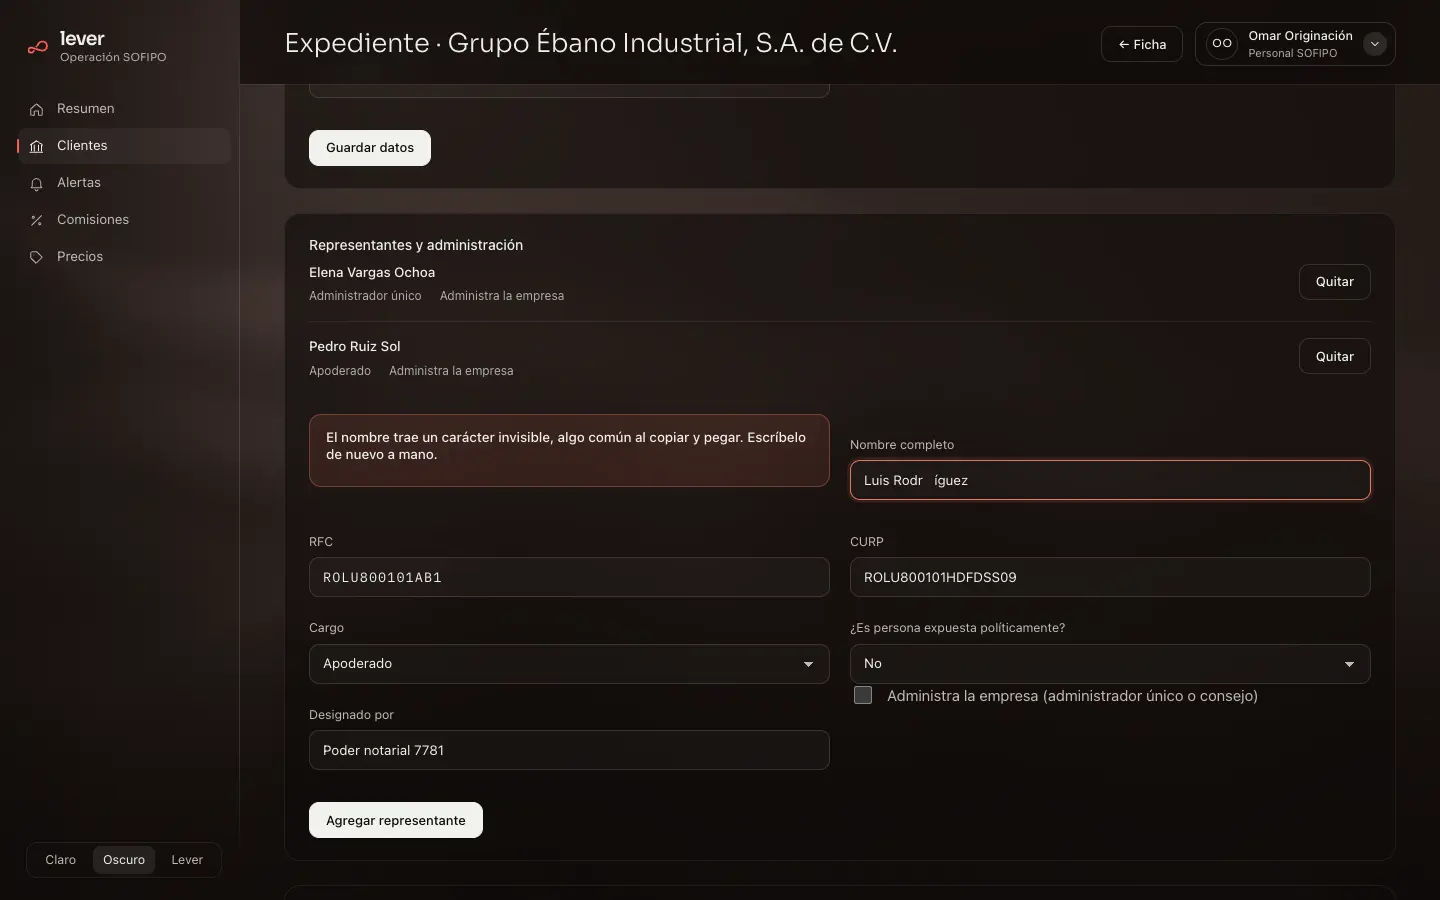 lever
Operación SOFIPO
Resumen
Clientes
Alertas
Comisiones
Precios
Claro
Oscuro
Lever
Expediente · Grupo Ébano Industrial, S.A. de C.V.
← Ficha
OO
Omar Originación
Personal SOFIPO
Guardar datos
Representantes y administración
Elena Vargas Ochoa
Administrador único Administra la empresa
Quitar
Pedro Ruiz Sol
Apoderado Administra la empresa
Quitar
El nombre trae un carácter invisible, algo común al copiar y pegar. Escríbelo
de nuevo a mano.
Nombre completo
Luis Rodr íguez
RFC
ROLU800101AB1
CURP
ROLU800101HDFDSS09
Cargo
Apoderado
¿Es persona expuesta políticamente?
No
Administra la empresa (administrador único o consejo)
Designado por
Poder notarial 7781
Agregar representante